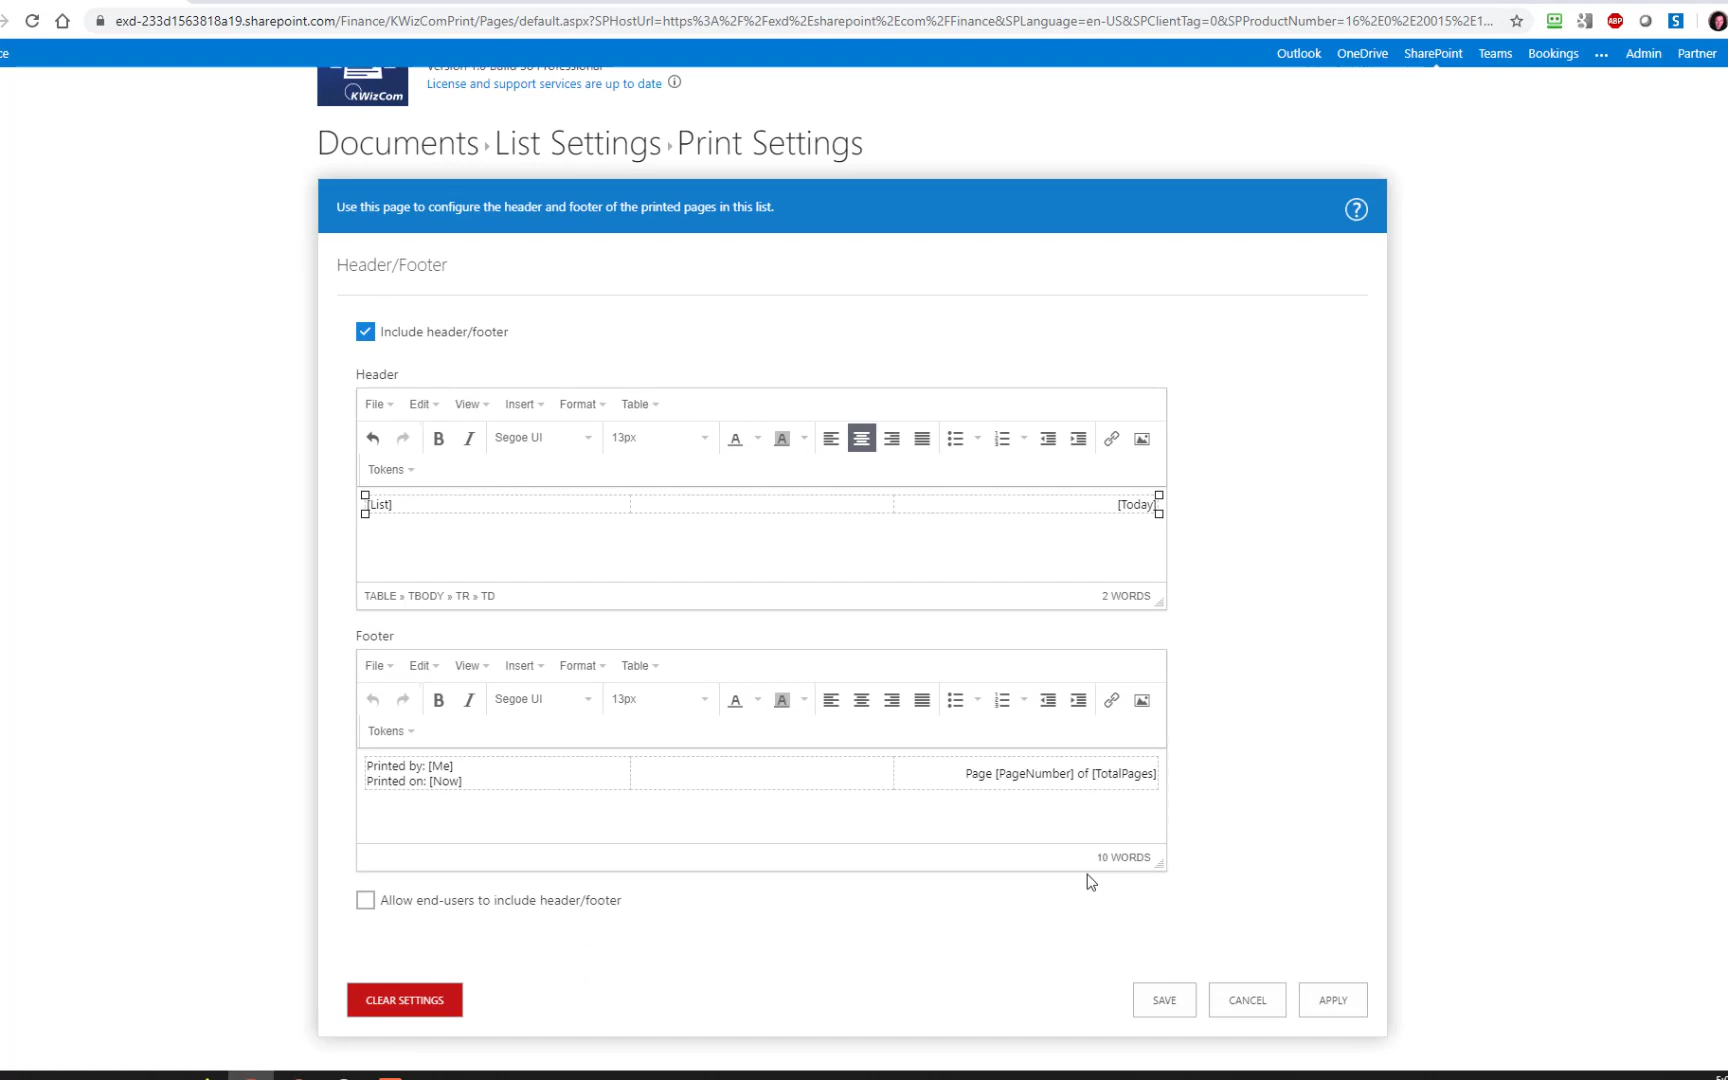 exd-233d1563818a19.sharepoint.com/Finance/KWizComPrint/Pages/default.aspx?SPHostUrl=https%3A%2F%2Fexd%2Esharepoint%2Ecom%2FFinance&SPLanguage=en-US&SPClientTag=0&SPProductNumber=16%2E0%2E20015%2E1...
ABP
S
ce
Outlook OneDrive SharePoint Teams Bookings ... Admin Partner
KWizCom
License and support services are up to date
Documents List Settings Print Settings
Use this page to configure the header and footer of the printed pages in this list.
?
Header/Footer
Include header/footer
Header
File Edit View Insert Format Table
B I Segoe UI 13px A A
Tokens
[List] [Today]
TABLE » TBODY » TR » TD 2 WORDS
Footer
File Edit View Insert Format Table
B I Segoe UI 13px A A
Tokens
Printed by: [Me]
Printed on: [Now]
Page [PageNumber] of [TotalPages]
10 WORDS
Allow end-users to include header/footer
CLEAR SETTINGS SAVE CANCEL APPLY